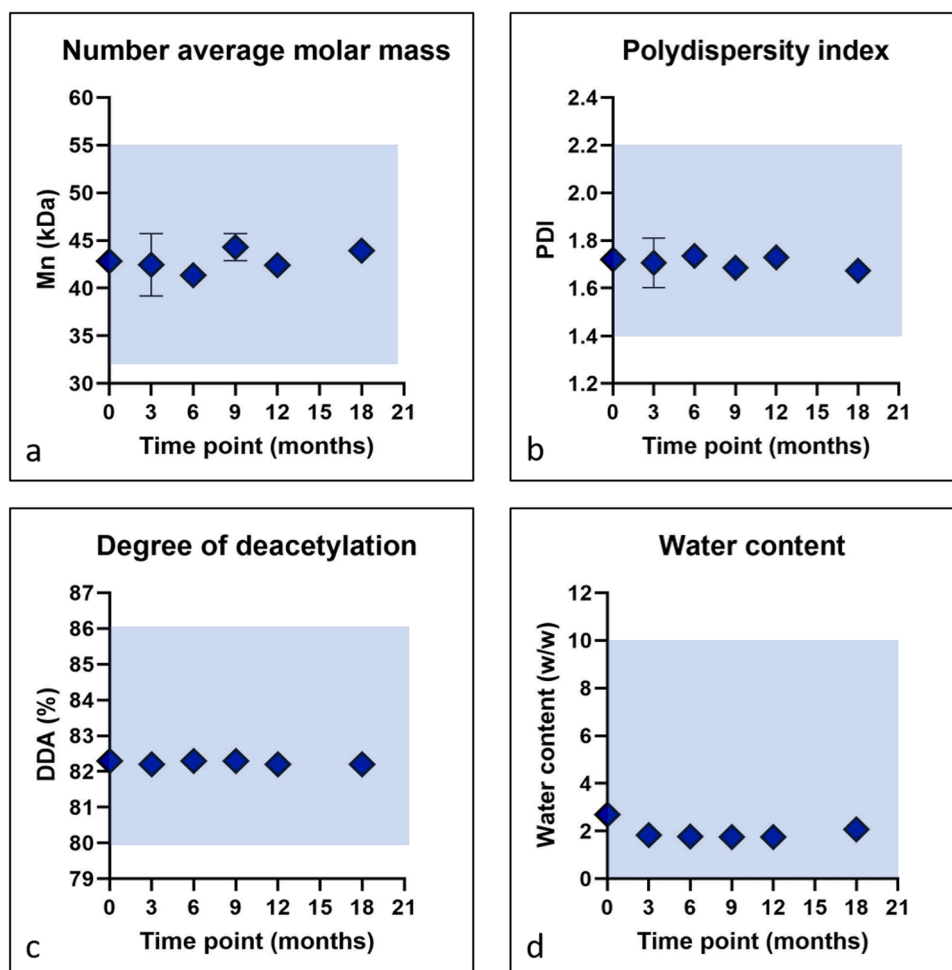 Number average molar mass
60
55
50
45
40
35
30
Mn (kDa)
0 3 6 9 12 15 18 21
Time point (months)
a
Polydispersity index
2.4
2.2
2.0
1.8
1.6
1.4
1.2
PDI
0 3 6 9 12 15 18 21
Time point (months)
b
Degree of deacetylation
87
86
85
84
83
82
81
80
79
DDA (%)
0 3 6 9 12 15 18 21
Time point (months)
c
Water content
12
10
8
6
4
2
0
Water content (w/w)
0 3 6 9 12 15 18 21
Time point (months)
d